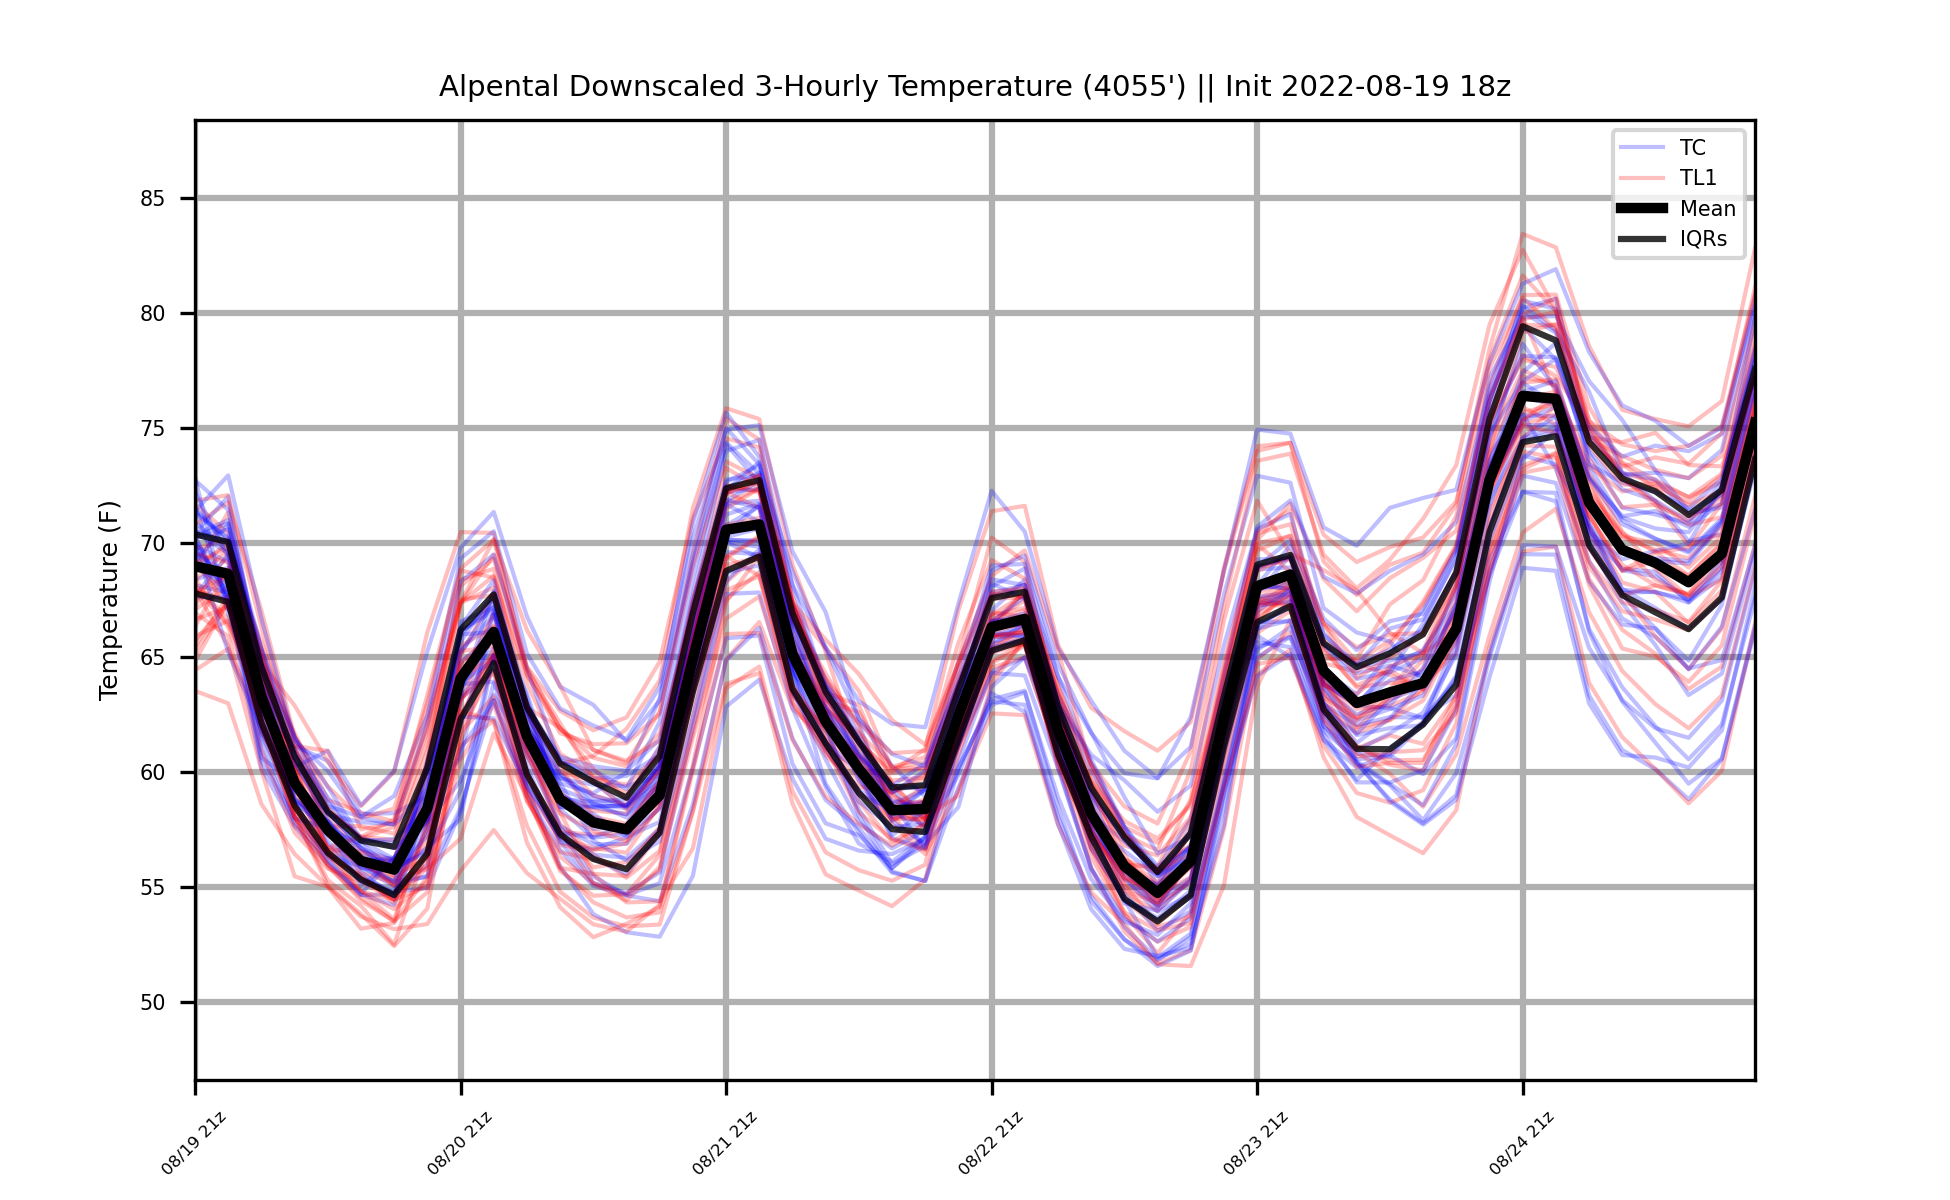 Alpental Downscaled 3-Hourly Temperature (4055') || Init 2022-08-19 18z
TC
TL1
Mean
IQRs
Temperature (F)
85
80
75
70
65
60
55
50
08/19 21z
08/20 21z
08/21 21z
08/22 21z
08/23 21z
08/24 21z